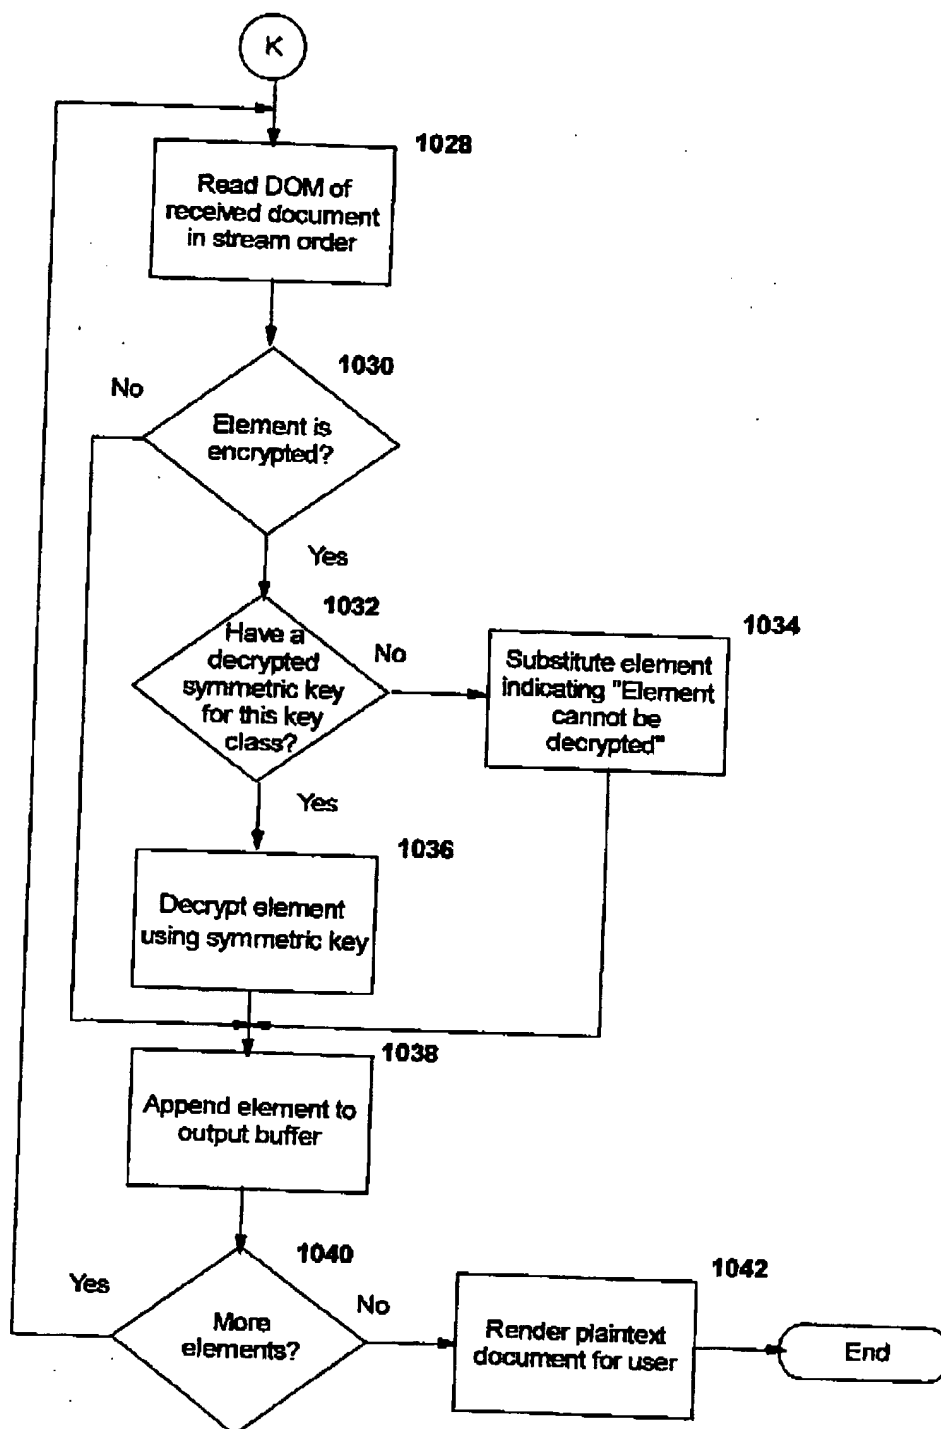 K
1028
Read DOM of
received document
in stream order
1030
No
Element is
encrypted?
Yes
1032
Have a
decrypted
symmetric key
for this key
class?
No
1034
Substitute element
indicating "Element
cannot be
decrypted"
Yes
1036
Decrypt element
using symmetric key
1038
Append element to
output buffer
1040
Yes
More
elements?
No
1042
Render plaintext
document for user
End